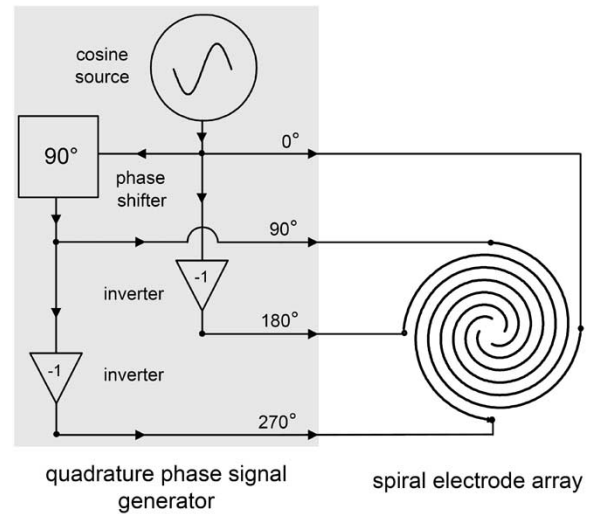 cosine
source
0°
90°
phase
shifter
90°
-1
inverter
180°
-1
inverter
270°
quadrature phase signal
generator
spiral electrode array